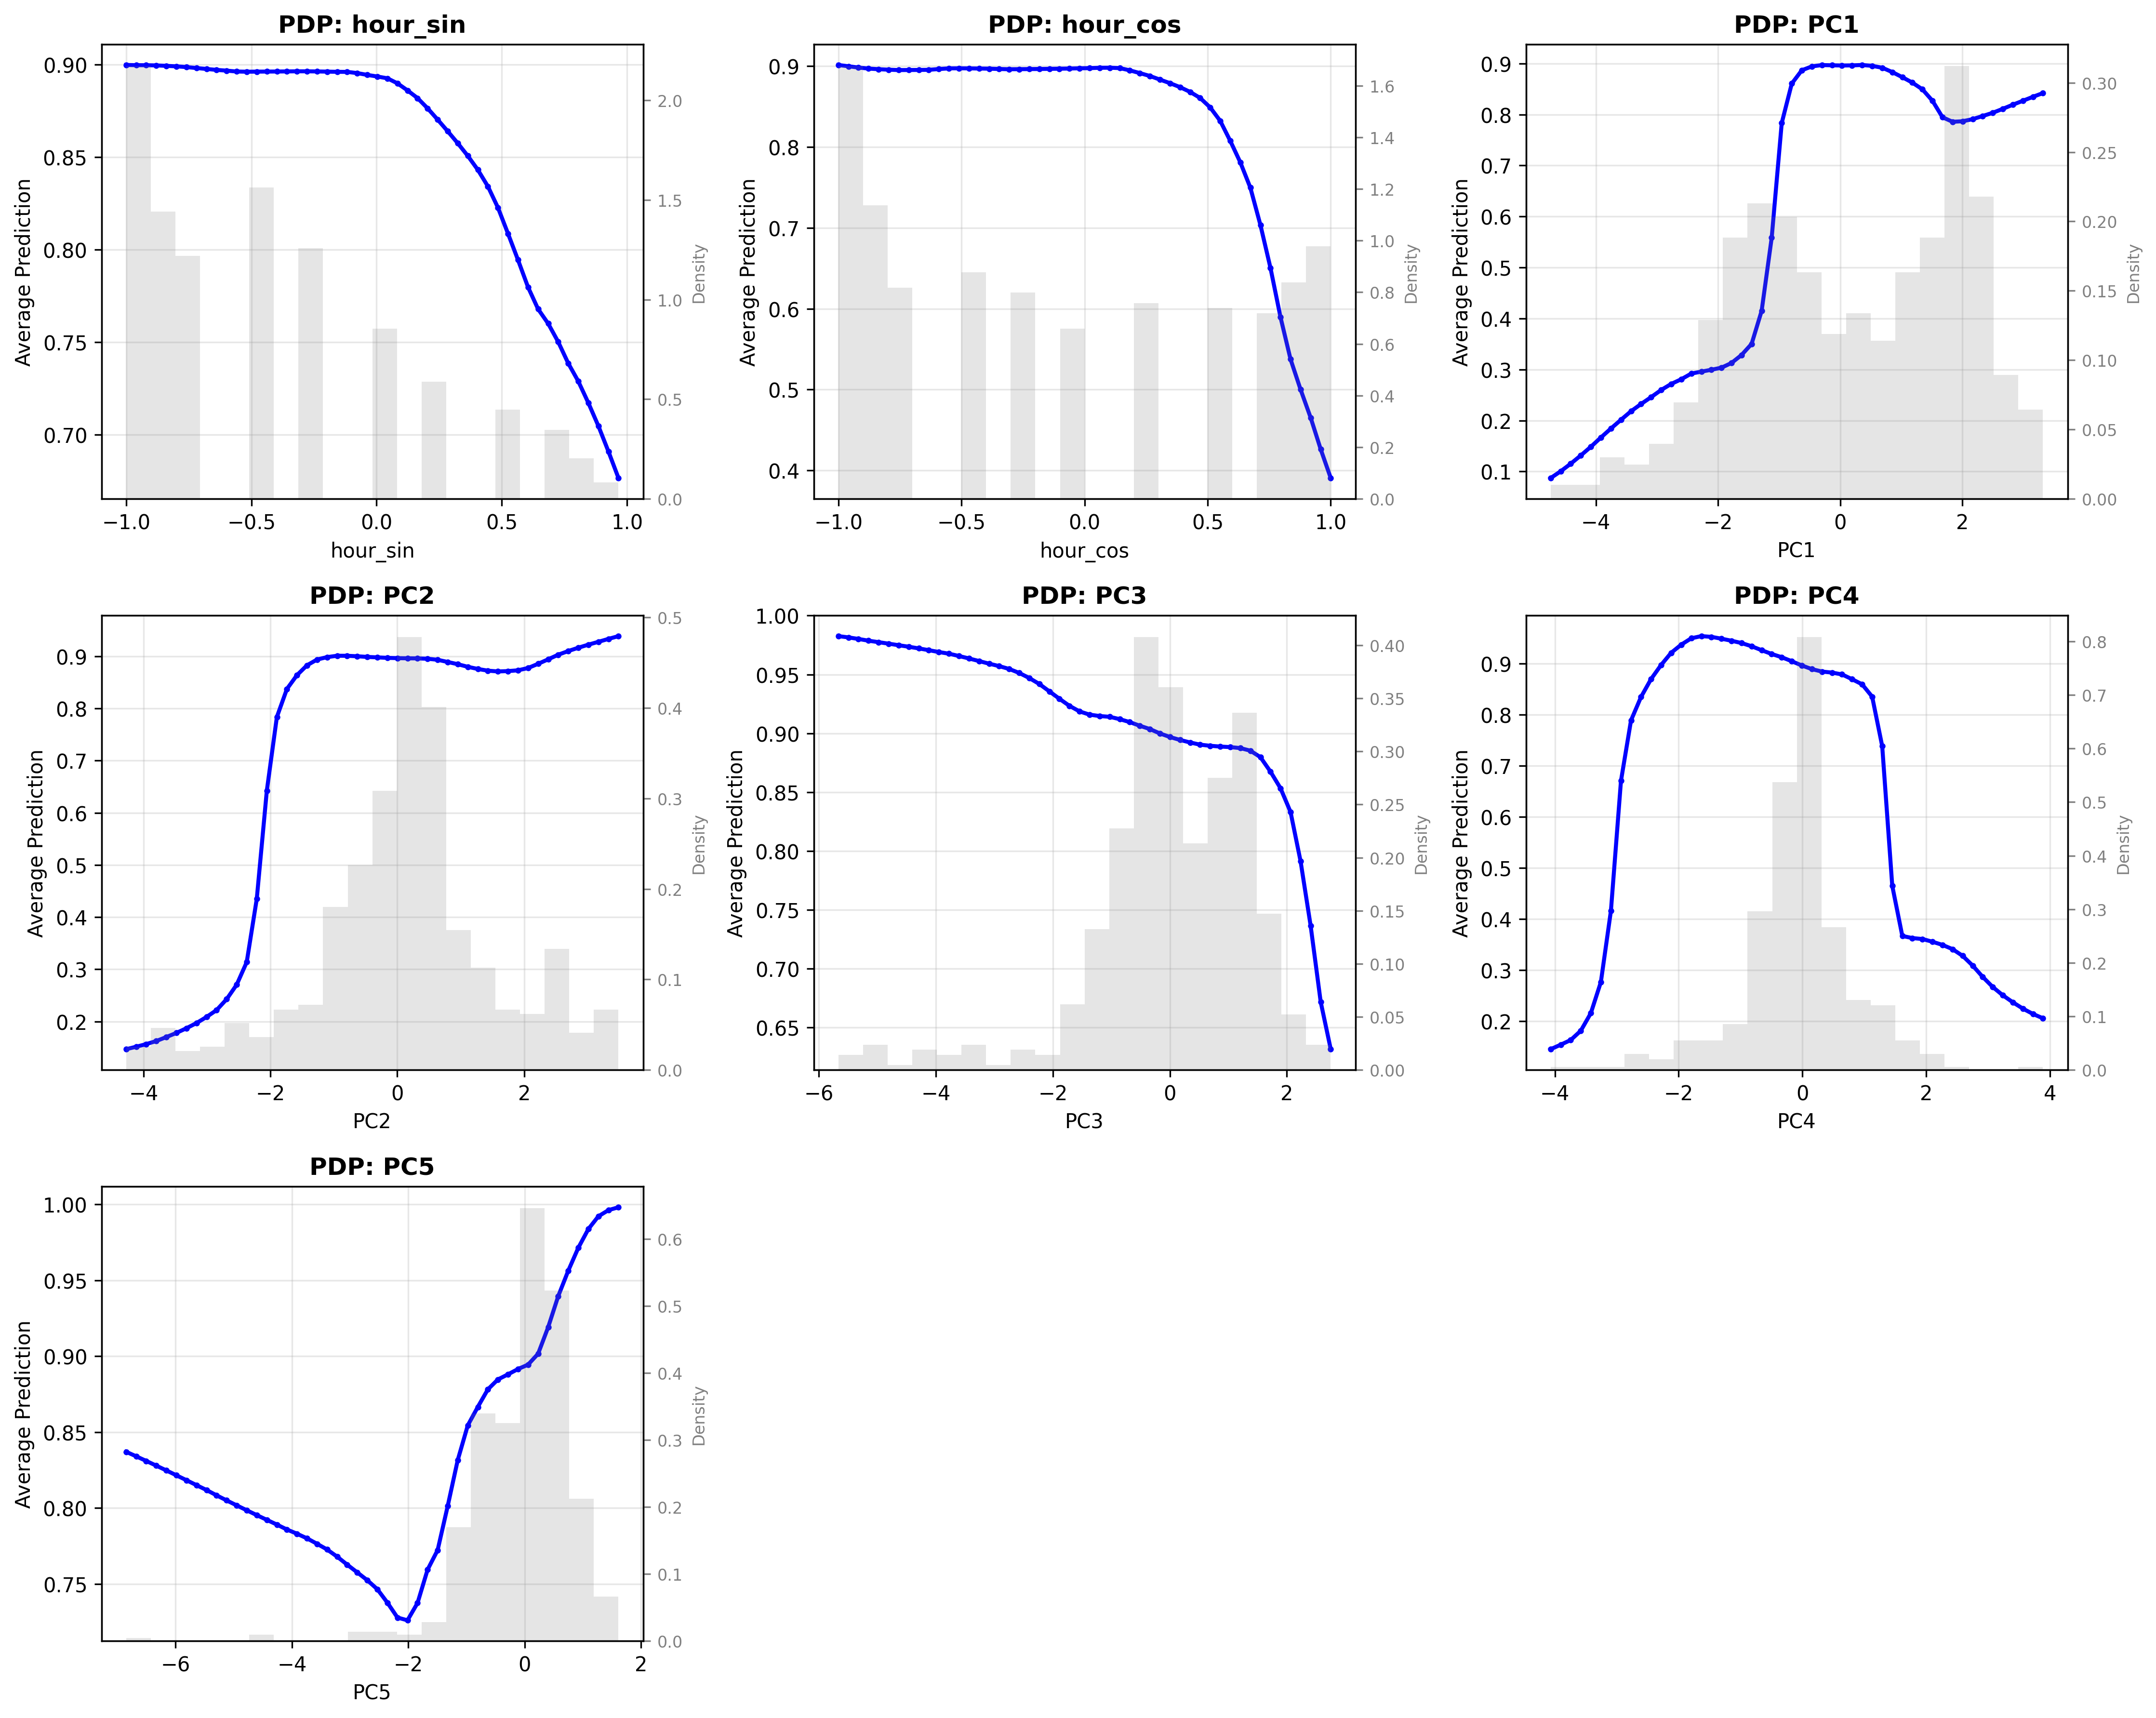 PDP: hour_sin
Average Prediction
0.90
0.85
0.80
0.75
0.70
2.0
1.5
1.0
0.5
0.0
Density
−1.0 −0.5 0.0 0.5 1.0
hour_sin
PDP: hour_cos
Average Prediction
0.9
0.8
0.7
0.6
0.5
0.4
1.6
1.4
1.2
1.0
0.8
0.6
0.4
0.2
0.0
Density
−1.0 −0.5 0.0 0.5 1.0
hour_cos
PDP: PC1
Average Prediction
0.9
0.8
0.7
0.6
0.5
0.4
0.3
0.2
0.1
0.30
0.25
0.20
0.15
0.10
0.05
0.00
Density
−4 −2 0 2
PC1
PDP: PC2
Average Prediction
0.9
0.8
0.7
0.6
0.5
0.4
0.3
0.2
0.5
0.4
0.3
0.2
0.1
0.0
Density
−4 −2 0 2
PC2
PDP: PC3
Average Prediction
1.00
0.95
0.90
0.85
0.80
0.75
0.70
0.65
0.40
0.35
0.30
0.25
0.20
0.15
0.10
0.05
0.00
Density
−6 −4 −2 0 2
PC3
PDP: PC4
Average Prediction
0.9
0.8
0.7
0.6
0.5
0.4
0.3
0.2
0.8
0.7
0.6
0.5
0.4
0.3
0.2
0.1
0.0
Density
−4 −2 0 2 4
PC4
PDP: PC5
Average Prediction
1.00
0.95
0.90
0.85
0.80
0.75
0.6
0.5
0.4
0.3
0.2
0.1
0.0
Density
−6 −4 −2 0 2
PC5